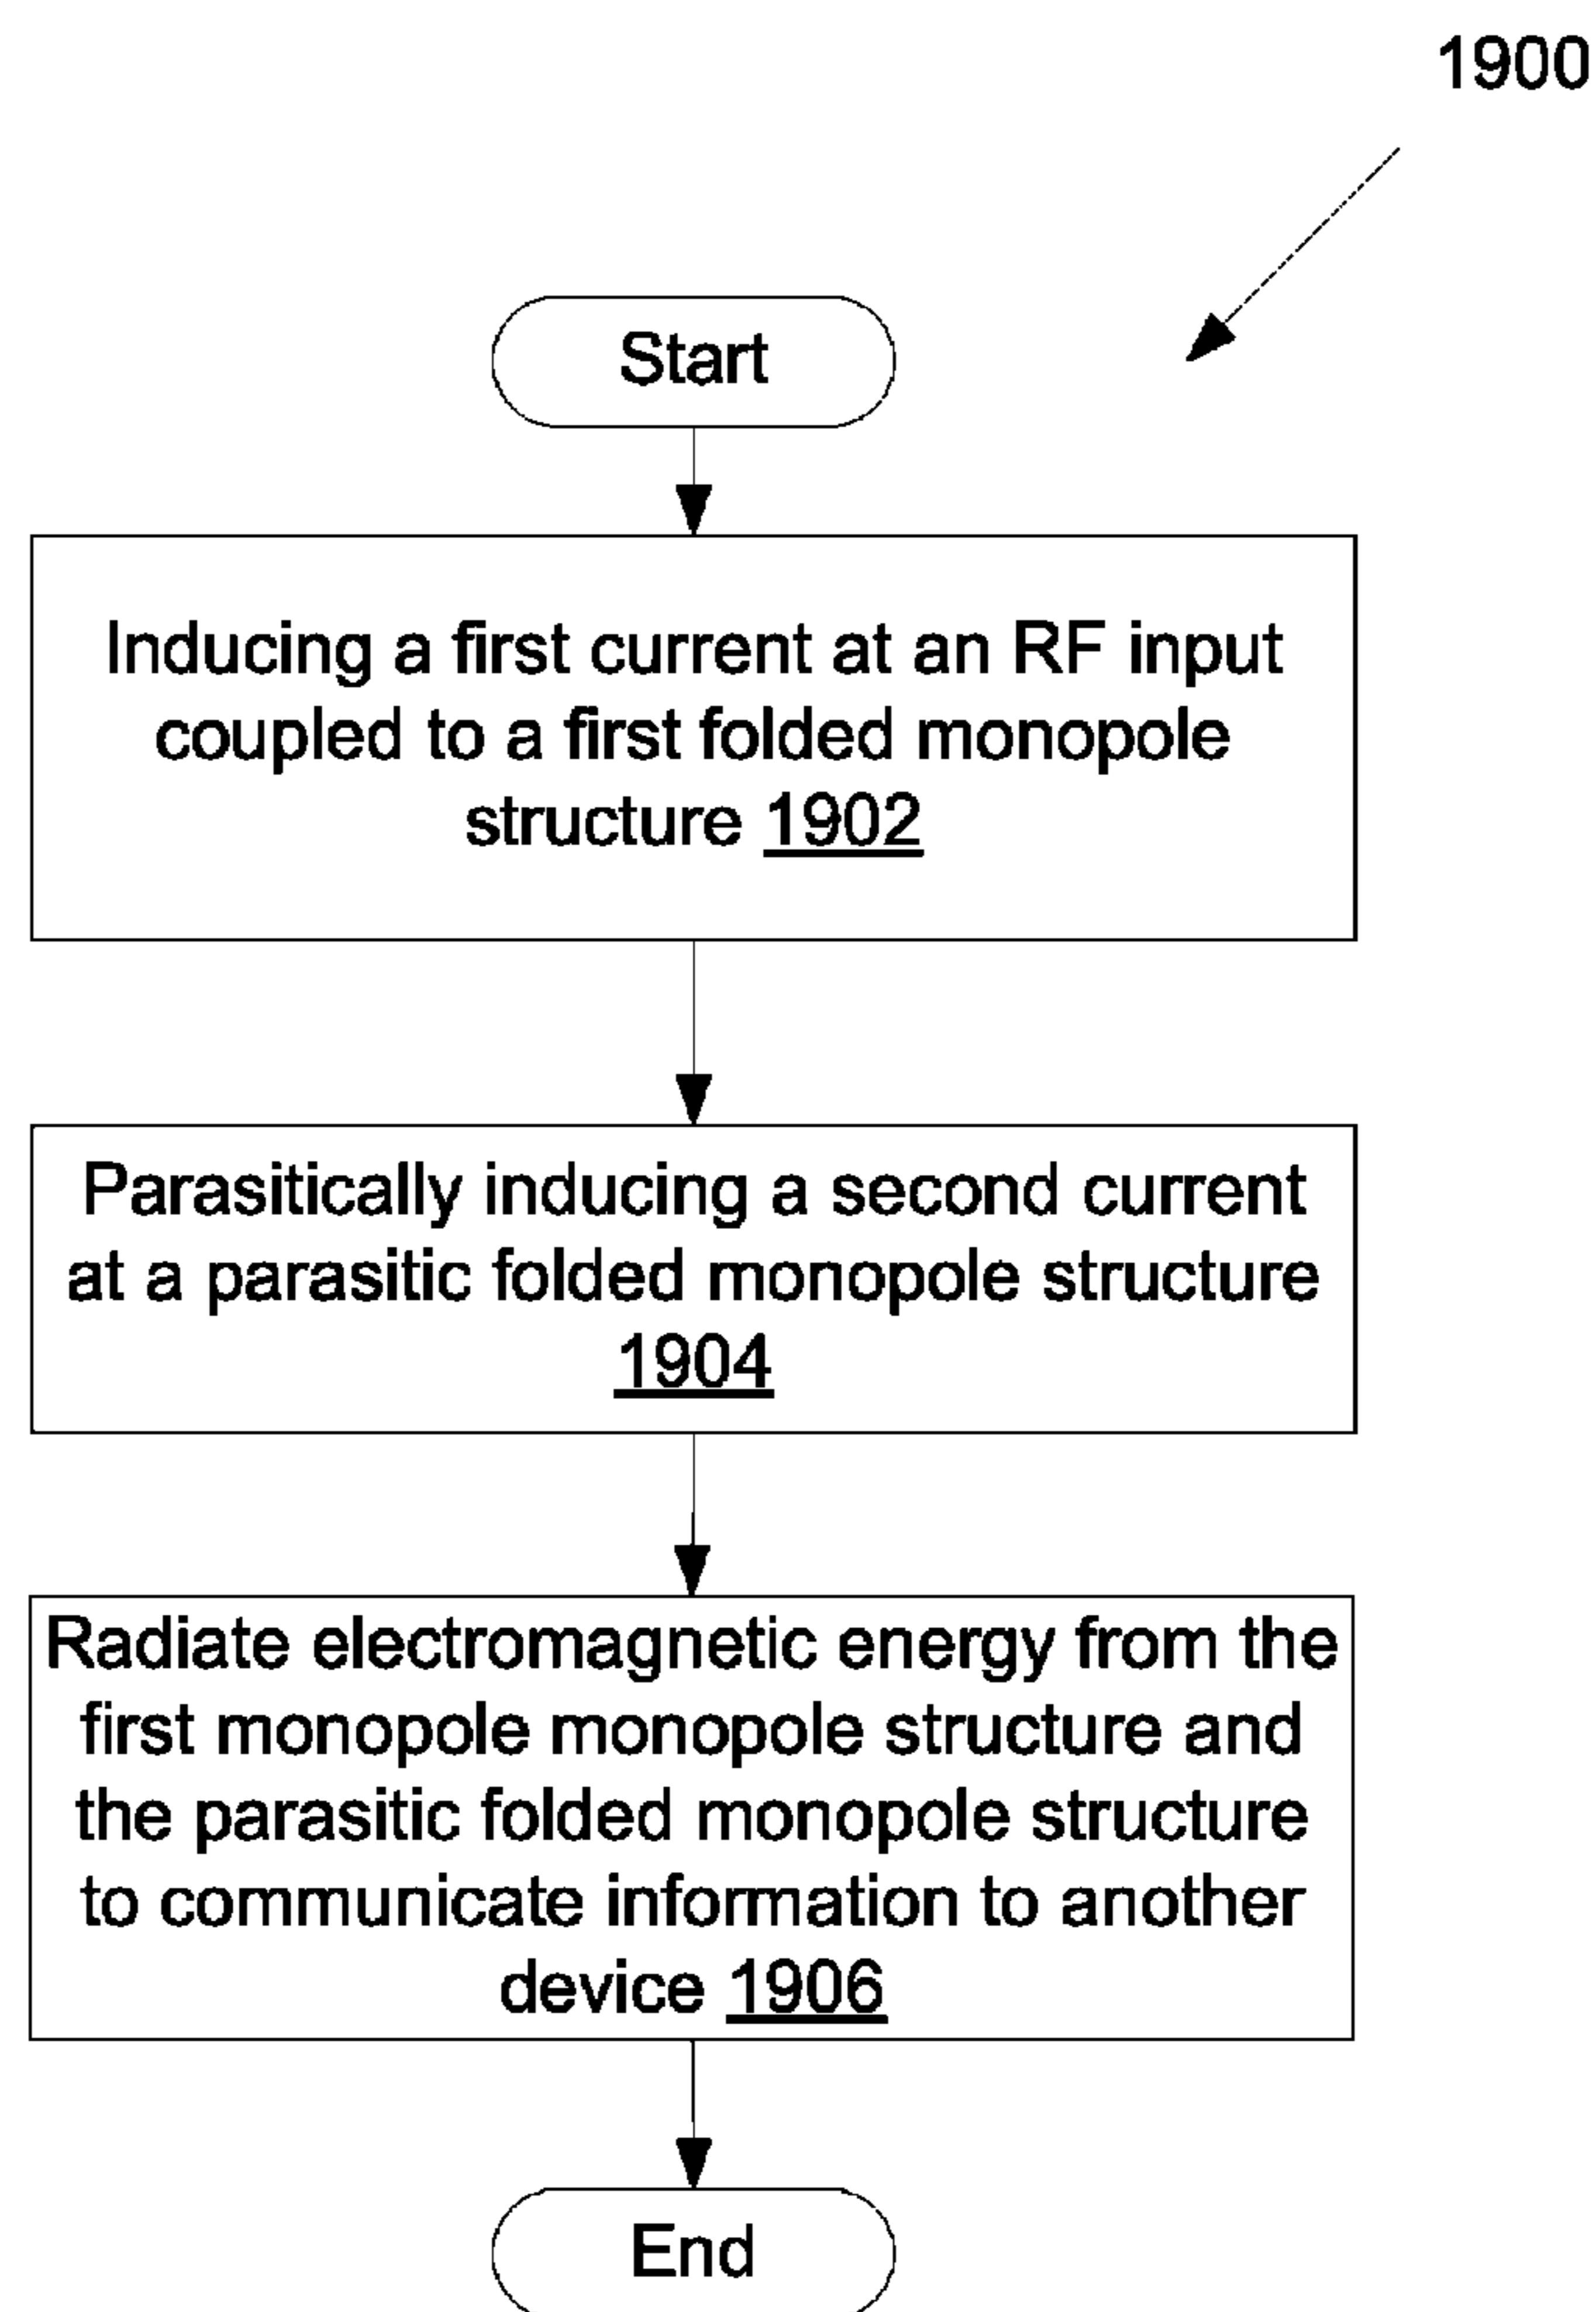 1900
Start
Inducing a first current at an RF input
coupled to a first folded monopole
structure 1902
Parasitically inducing a second current
at a parasitic folded monopole structure
1904
Radiate electromagnetic energy from the
first monopole monopole structure and
the parasitic folded monopole structure
to communicate information to another
device 1906
End